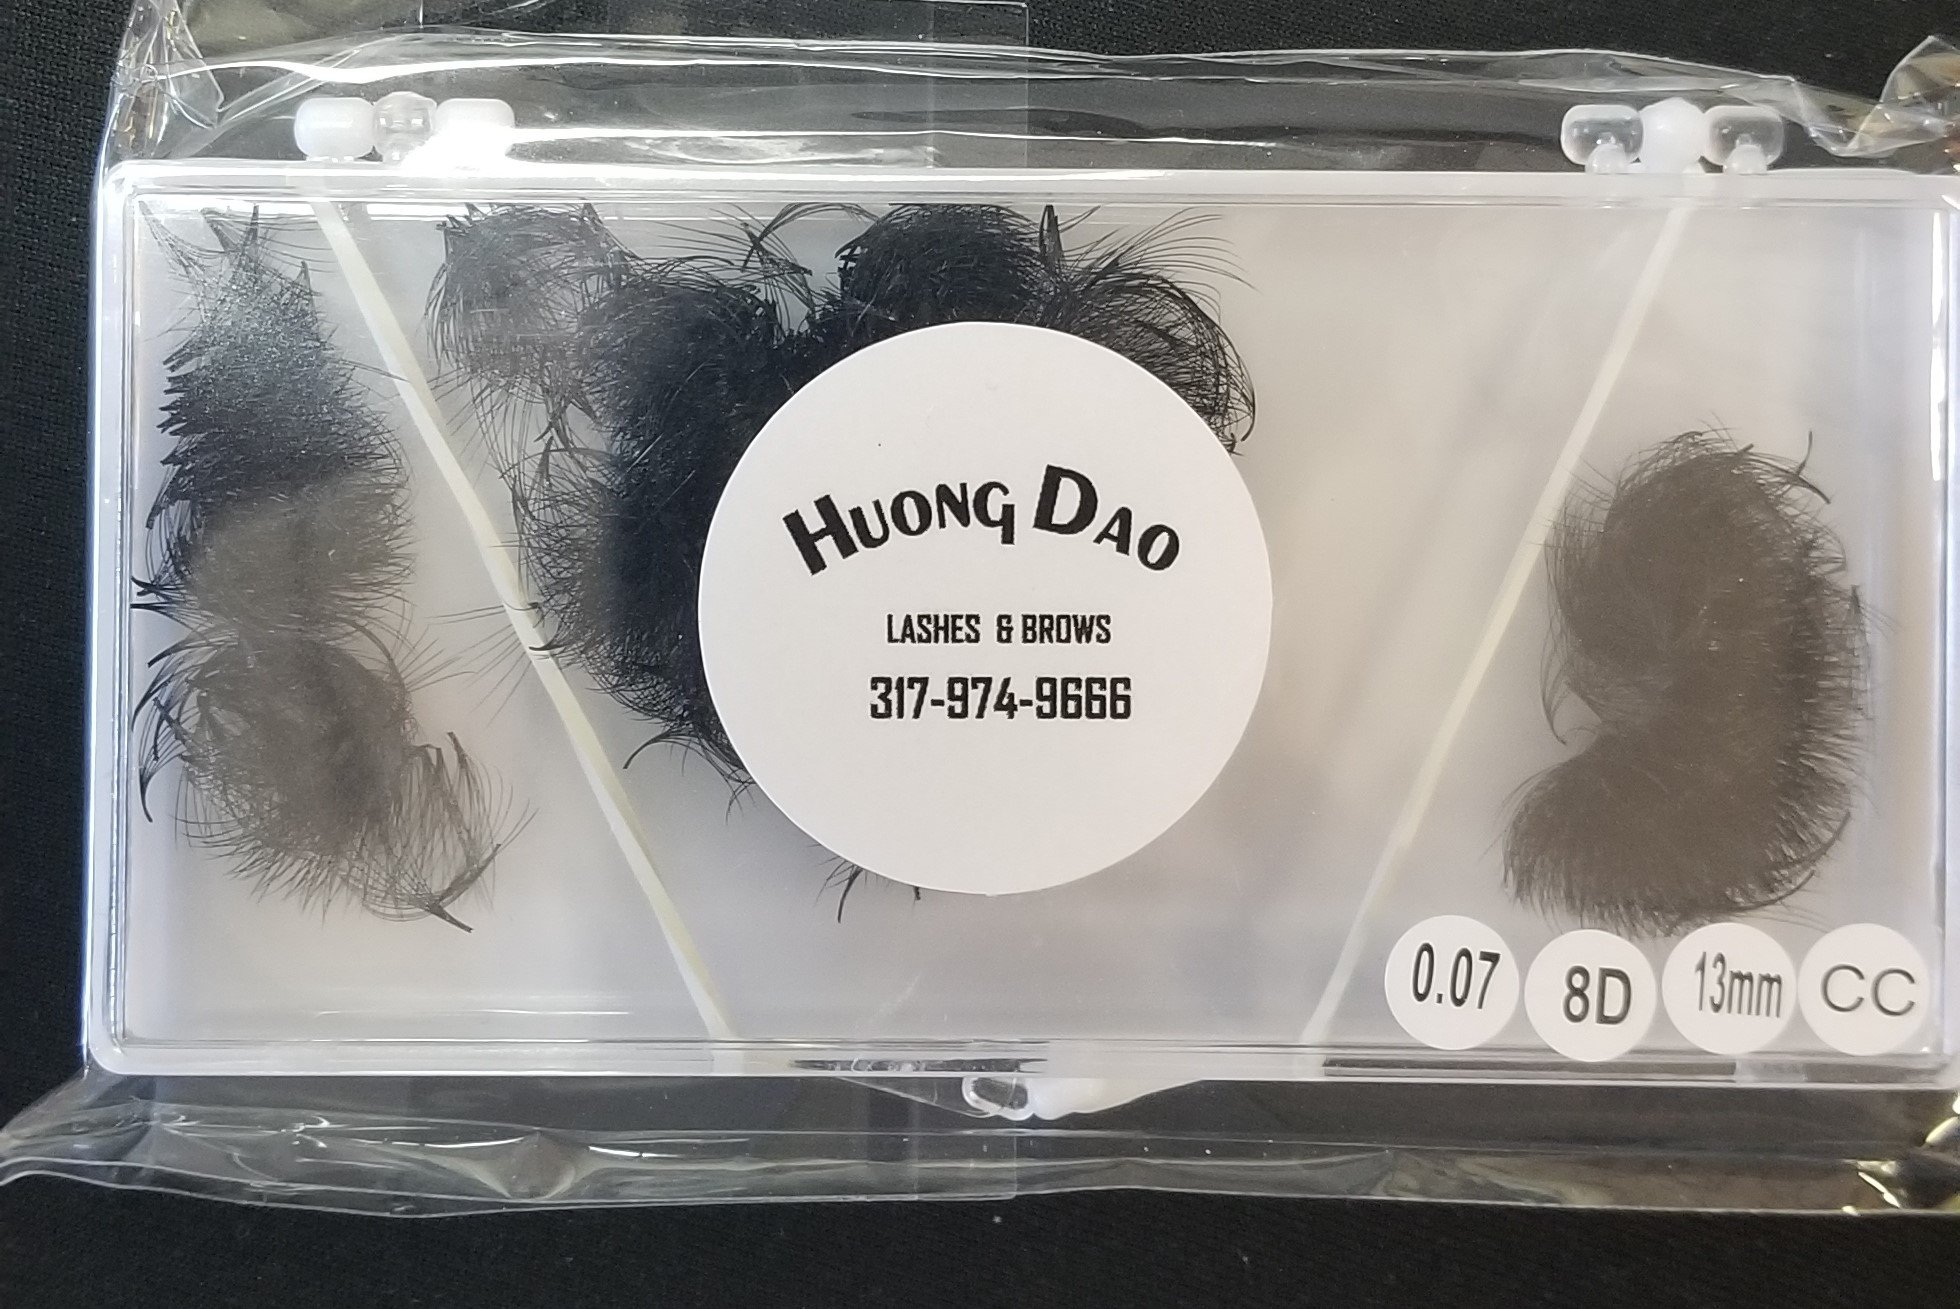 HUONG DAO
LASHES & BROWS
317-974-9666
0.07
8D
13mm
CC